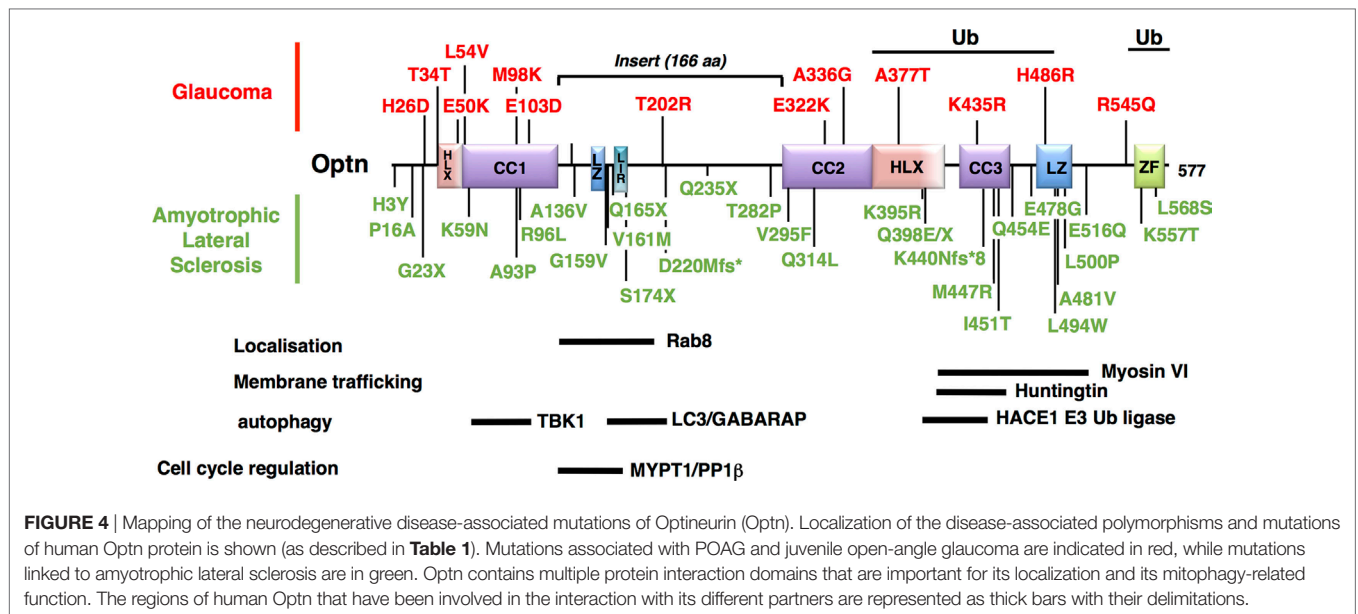 Ub
Ub
L54V
Insert (166 aa)
T34T
M98K
A336G
A377T
H486R
Glaucoma
H26D
E50K
E103D
T202R
E322K
K435R
R545Q
Optn
HLX
CC1
LZ
LIR
CC2
HLX
CC3
LZ
ZF
577
Amyotrophic
Lateral
Sclerosis
H3Y
P16A
G23X
K59N
R96L
A93P
A136V
G159V
Q165X
V161M
S174X
D220Mfs*
Q235X
T282P
V295F
Q314L
K395R
Q398E/X
K440Nfs*8
M447R
I451T
Q454E
E478G
E516Q
L500P
A481V
L494W
L568S
K557T
Localisation
Rab8
Membrane trafficking
Myosin VI
Huntingtin
autophagy
TBK1
LC3/GABARAP
HACE1 E3 Ub ligase
Cell cycle regulation
MYPT1/PP1β
FIGURE 4 | Mapping of the neurodegenerative disease-associated mutations of Optineurin (Optn). Localization of the disease-associated polymorphisms and mutations
of human Optn protein is shown (as described in Table 1). Mutations associated with POAG and juvenile open-angle glaucoma are indicated in red, while mutations
linked to amyotrophic lateral sclerosis are in green. Optn contains multiple protein interaction domains that are important for its localization and its mitophagy-related
function. The regions of human Optn that have been involved in the interaction with its different partners are represented as thick bars with their delimitations.